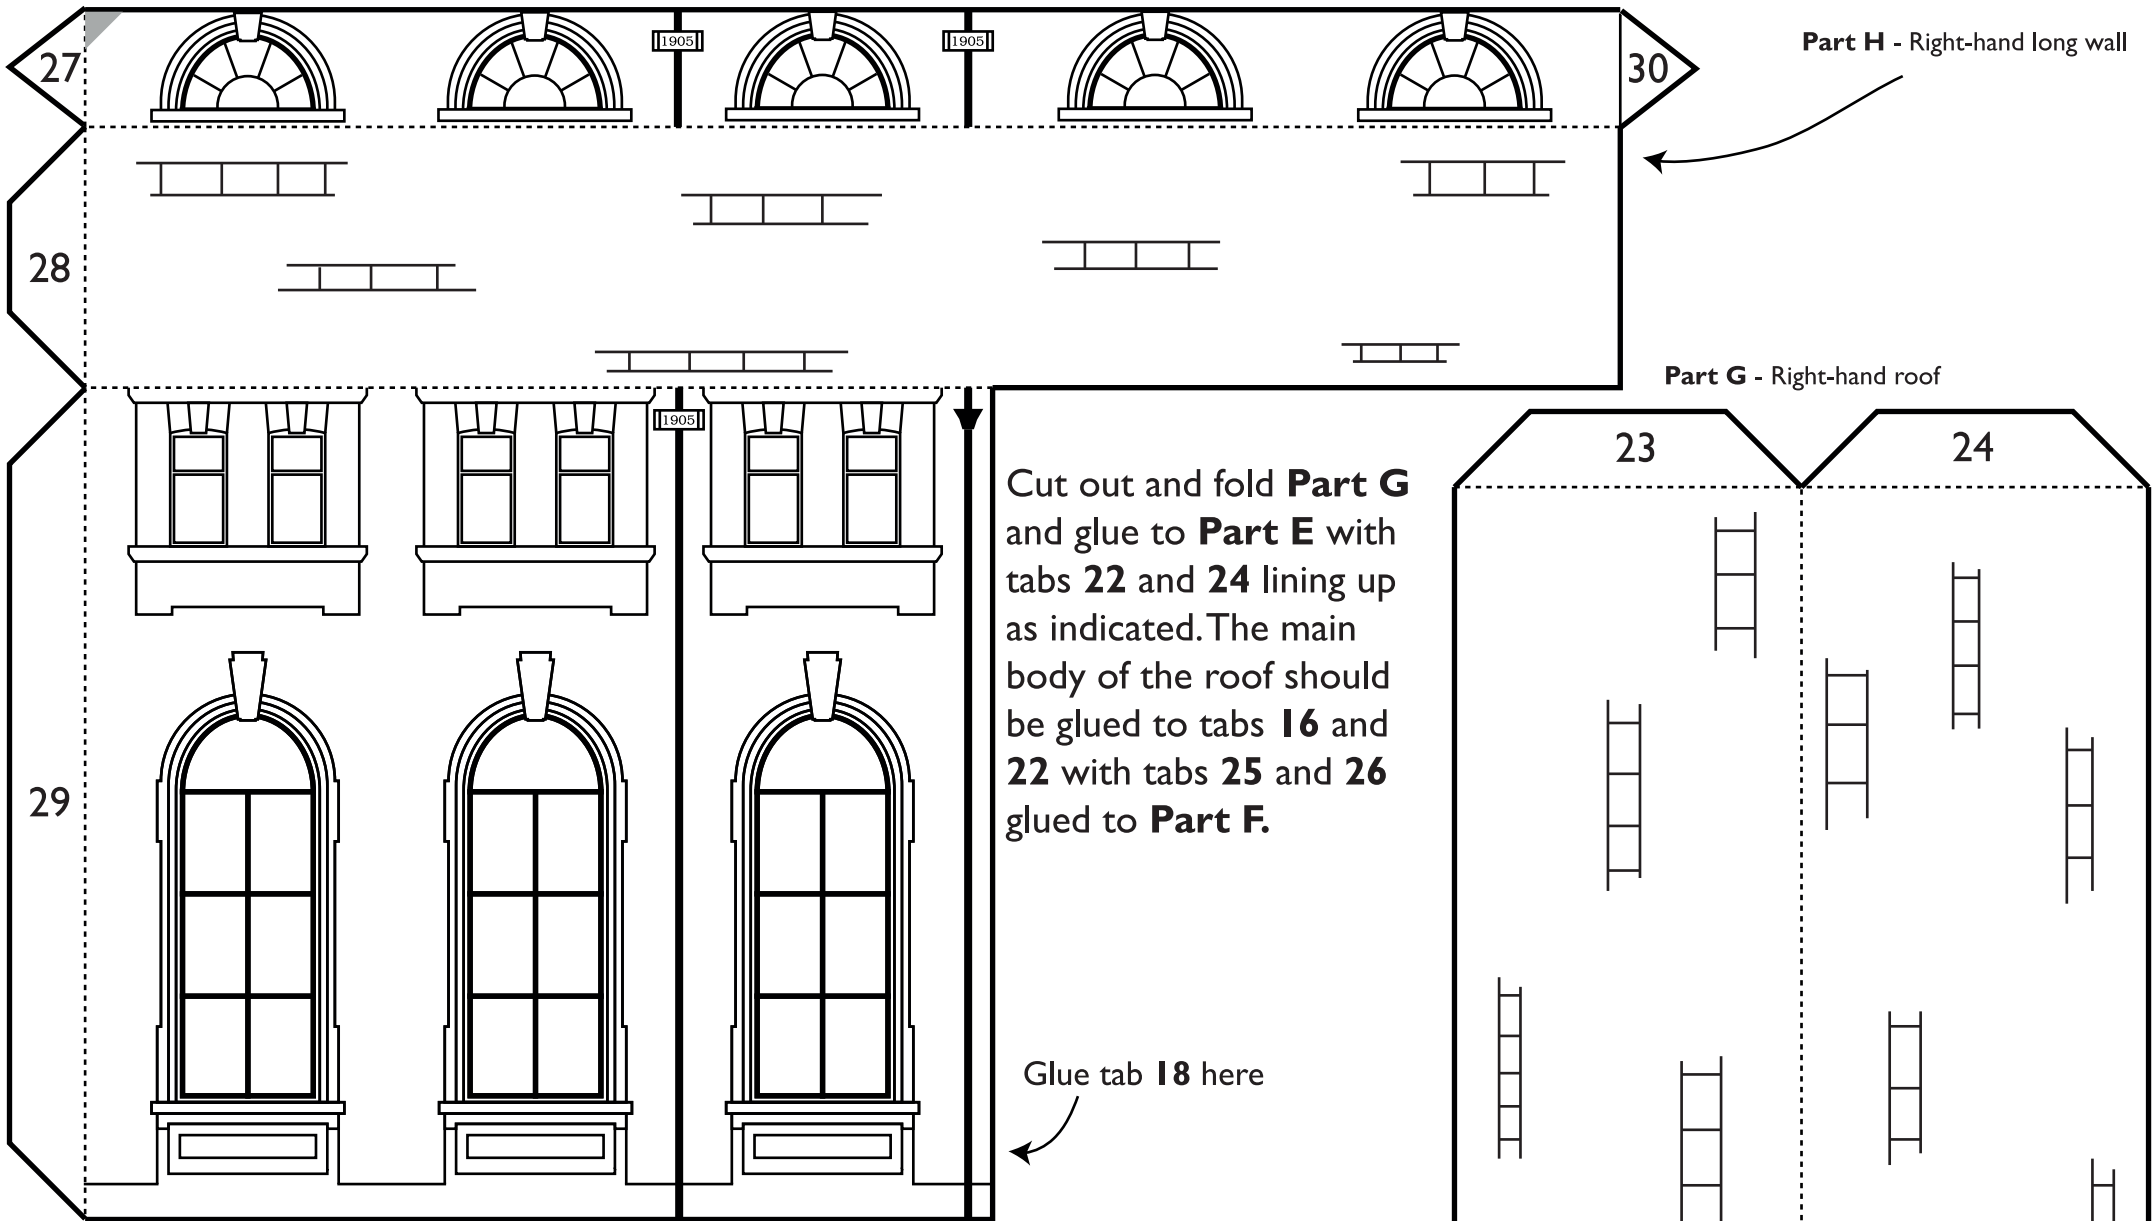 27
1905
1905
30
Part H - Right-hand long wall
28
Part G - Right-hand roof
1905
23
24
Cut out and fold Part G
and glue to Part E with
tabs 22 and 24 lining up
as indicated. The main
body of the roof should
be glued to tabs 16 and
22 with tabs 25 and 26
glued to Part F.
29
Glue tab 18 here